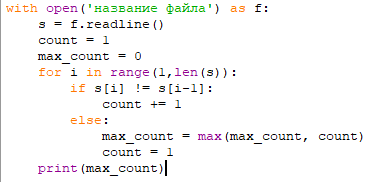 with open('название файла') as f:
    s = f.readline()
    count = 1
    max_count = 0
    for i in range(1,len(s)):
        if s[i] != s[i-1]:
            count += 1
        else:
            max_count = max(max_count, count)
            count = 1
    print(max_count)